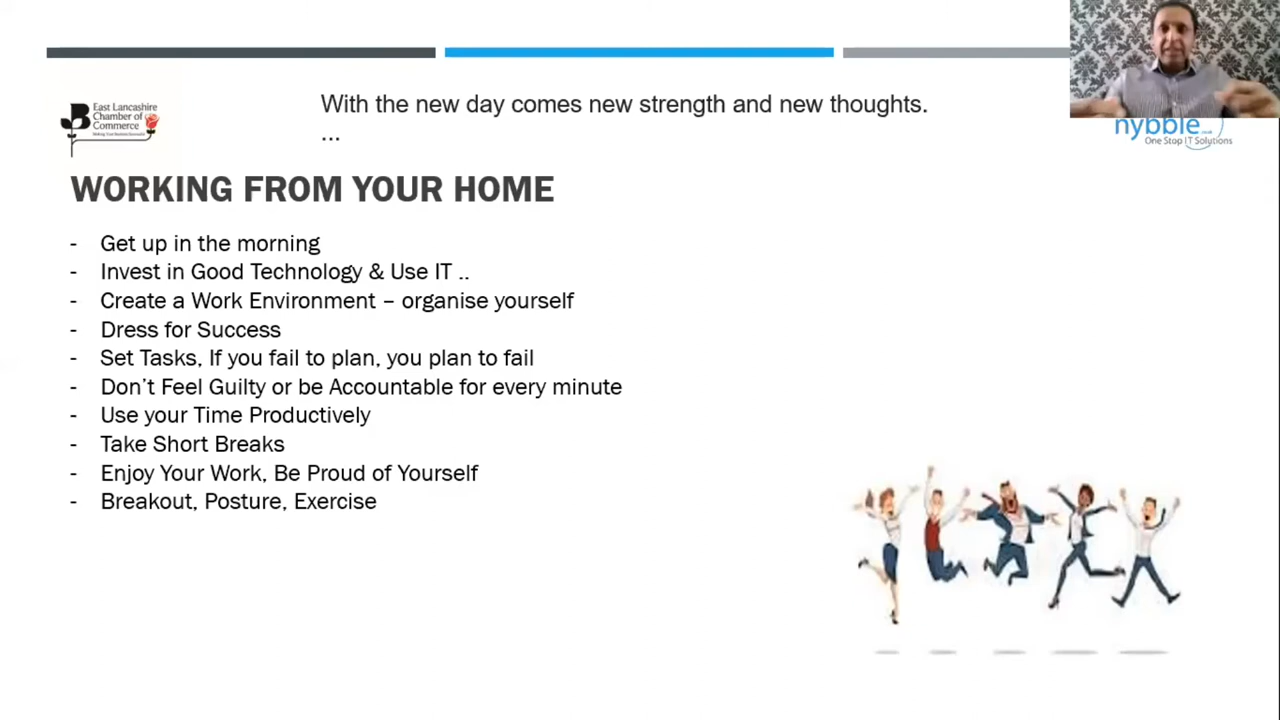 East Lancashire
Chamber of
Commerce
With the new day comes new strength and new thoughts.
...
nybble
One Stop IT Solutions
WORKING FROM YOUR HOME
- Get up in the morning
- Invest in Good Technology & Use IT ..
- Create a Work Environment – organise yourself
- Dress for Success
- Set Tasks, If you fail to plan, you plan to fail
- Don’t Feel Guilty or be Accountable for every minute
- Use your Time Productively
- Take Short Breaks
- Enjoy Your Work, Be Proud of Yourself
- Breakout, Posture, Exercise